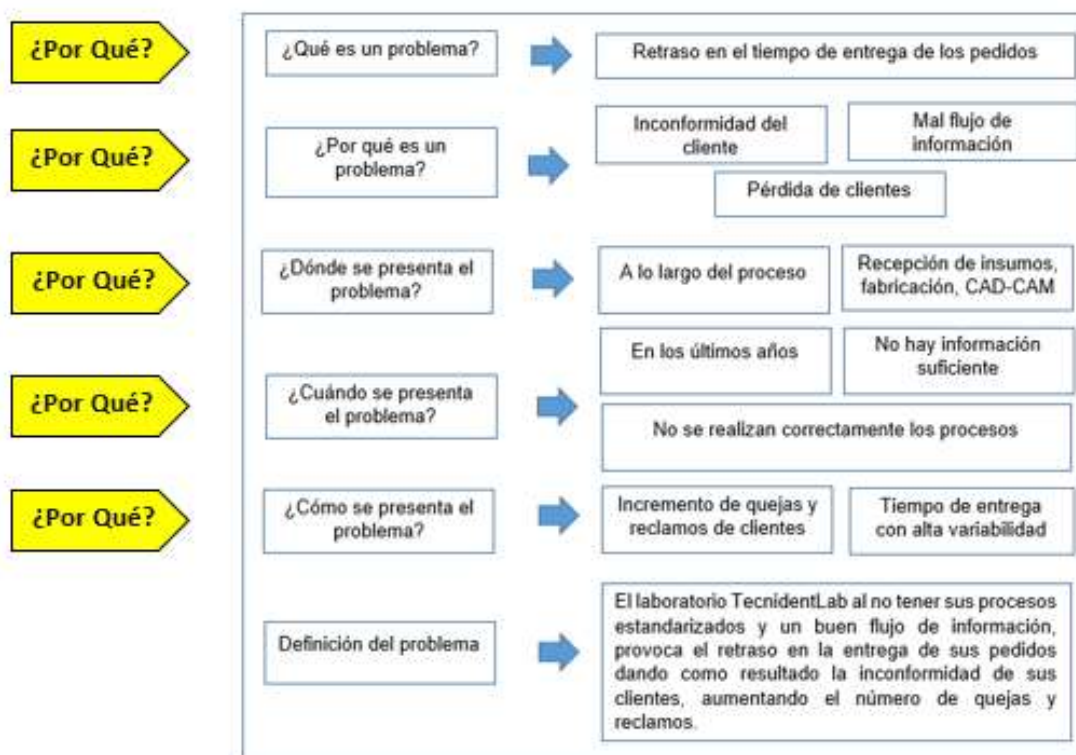 ¿Por Qué?
¿Qué es un problema?
Retraso en el tiempo de entrega de los pedidos
¿Por Qué?
¿Por qué es un
problema?
Inconformidad del
cliente
Mal flujo de
información
Pérdida de clientes
¿Por Qué?
¿Dónde se presenta el
problema?
A lo largo del proceso
Recepción de insumos,
fabricación, CAD-CAM
¿Por Qué?
¿Cuándo se presenta
el problema?
En los últimos años
No hay información
suficiente
No se realizan correctamente los procesos
¿Por Qué?
¿Cómo se presenta el
problema?
Incremento de quejas y
reclamos de clientes
Tiempo de entrega
con alta variabilidad
Definición del problema
El laboratorio TecnidentLab al no tener sus procesos
estandarizados y un buen flujo de información,
provoca el retraso en la entrega de sus pedidos
dando como resultado la inconformidad de sus
clientes, aumentando el número de quejas y
reclamos.